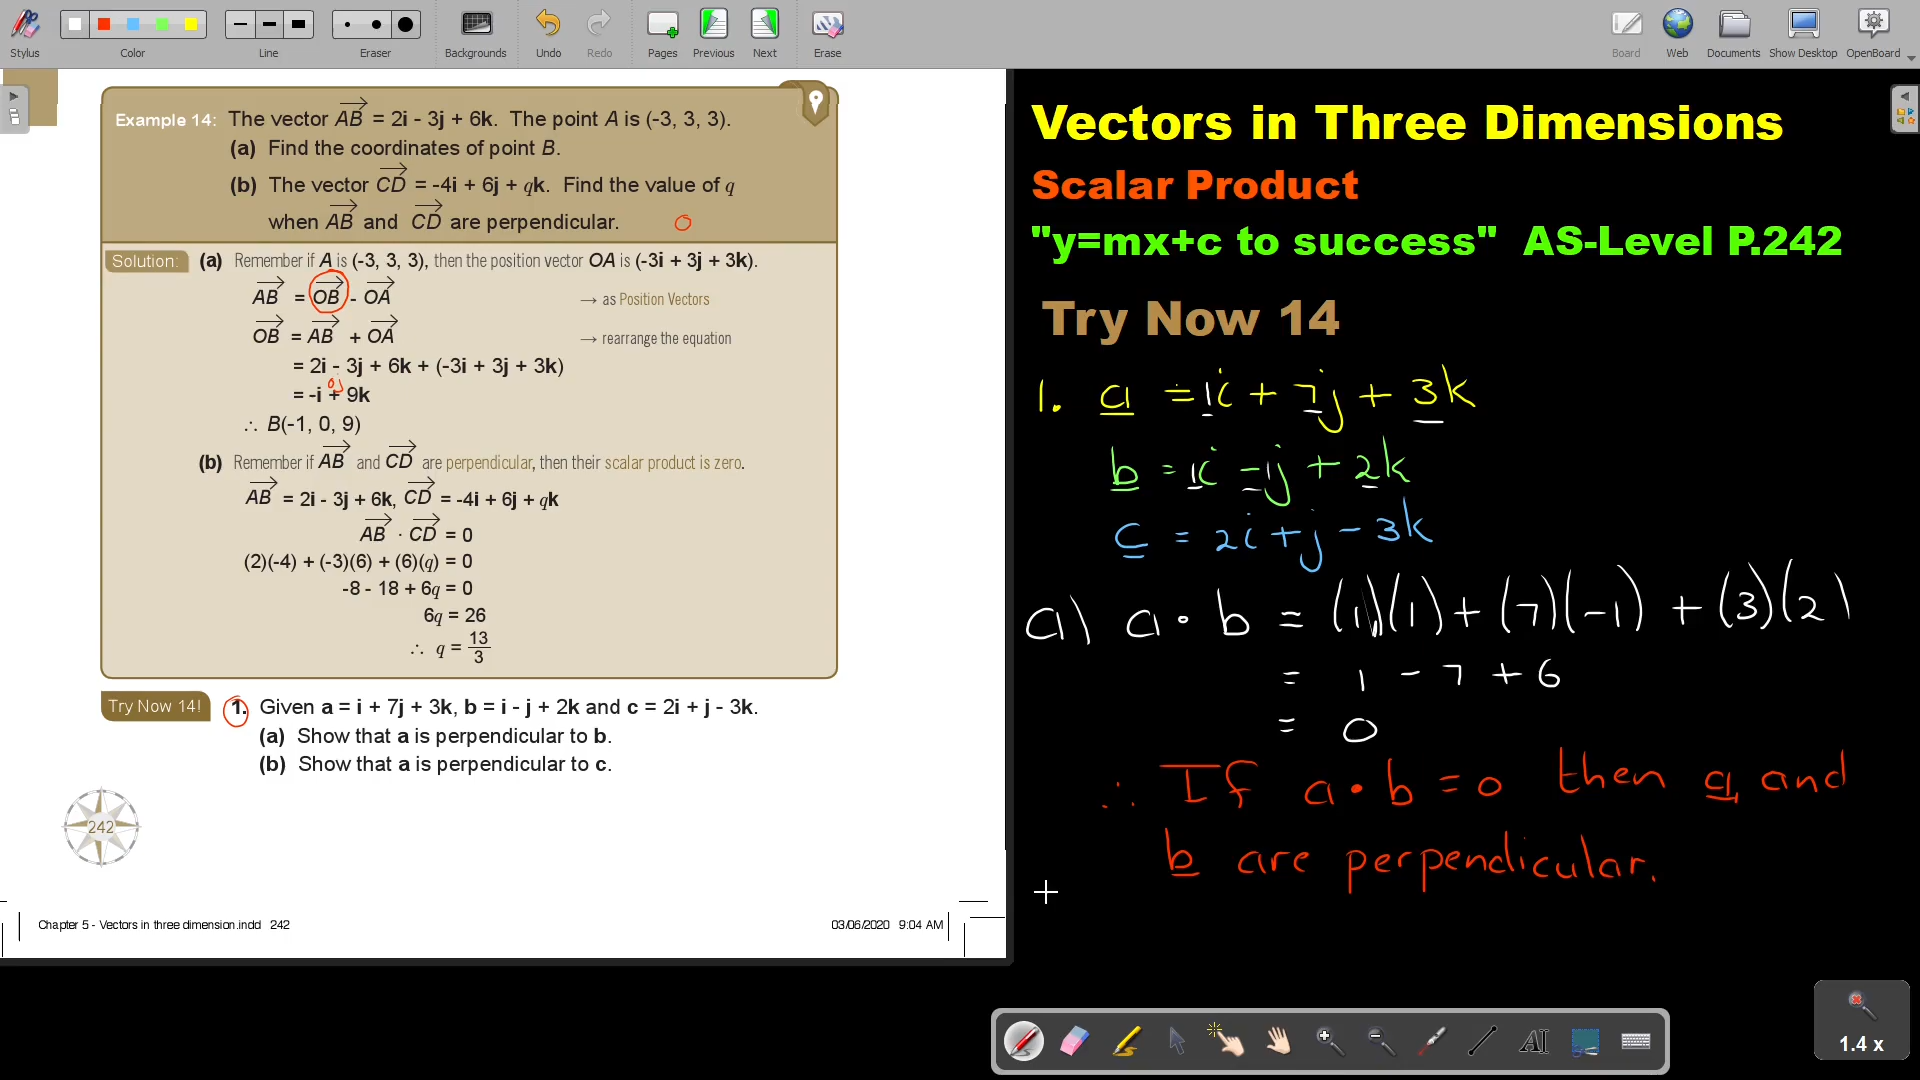 Stylus Color Line Eraser Backgrounds Undo Redo Pages Previous Next Erase Board Web Documents Show Desktop OpenBoard
Example 14: The vector AB = 2i - 3j + 6k. The point A is (-3, 3, 3).
(a) Find the coordinates of point B.
(b) The vector CD = -4i + 6j + qk. Find the value of q
when AB and CD are perpendicular. 0
Solution: (a) Remember if A is (-3, 3, 3), then the position vector OA is (-3i + 3j + 3k).
AB = OB - OA → as Position Vectors
OB = AB + OA → rearrange the equation
= 2i - 3j + 6k + (-3i + 3j + 3k)
0j
= -i + 9k
∴ B(-1, 0, 9)
(b) Remember if AB and CD are perpendicular, then their scalar product is zero.
AB = 2i - 3j + 6k, CD = -4i + 6j + qk
AB · CD = 0
(2)(-4) + (-3)(6) + (6)(q) = 0
-8 - 18 + 6q = 0
6q = 26
∴ q = 13/3
Try Now 14! 1. Given a = i + 7j + 3k, b = i - j + 2k and c = 2i + j - 3k.
(a) Show that a is perpendicular to b.
(b) Show that a is perpendicular to c.
242
Chapter 5 - Vectors in three dimension.indd 242 03/06/2020 9:04 AM
Vectors in Three Dimensions
Scalar Product
"y=mx+c to success" AS-Level P.242
Try Now 14
1. a = 1i + 7j + 3k
b = 1i - 1j + 2k
c = 2i + j - 3k
a) a • b = (1)(1) + (7)(-1) + (3)(2)
= 1 - 7 + 6
= 0
∴ If a • b = 0 then a and
b are perpendicular.
1.4 x